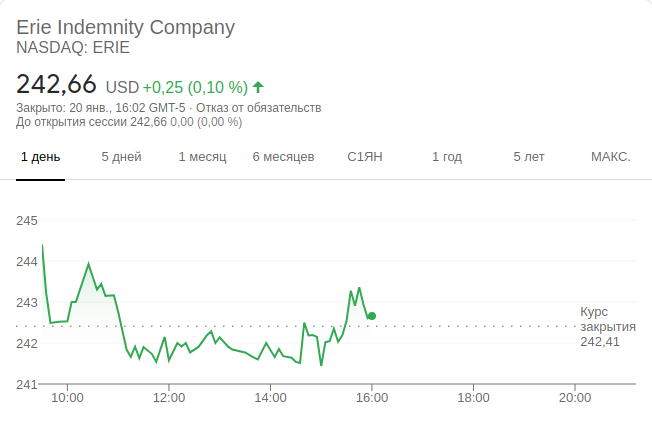 Erie Indemnity Company
NASDAQ: ERIE
242,66 USD +0,25 (0,10 %)
Закрыто: 20 янв., 16:02 GMT-5 · Отказ от обязательств
До открытия сессии 242,66 0,00 (0,00 %)
1 день 5 дней 1 месяц 6 месяцев С1ЯН 1 год 5 лет МАКС.
245
244
243
Курс
закрытия
242,41
242
241
10:00 12:00 14:00 16:00 18:00 20:00